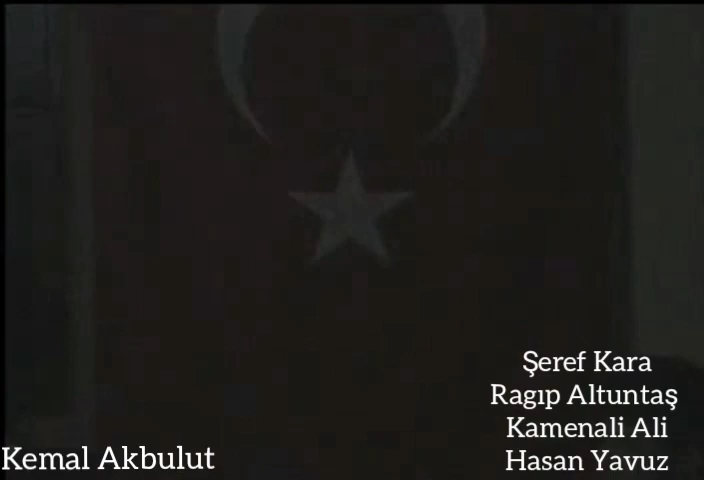 Şeref Kara
Ragıp Altuntaş
Kamenali Ali
Kemal Akbulut
Hasan Yavuz